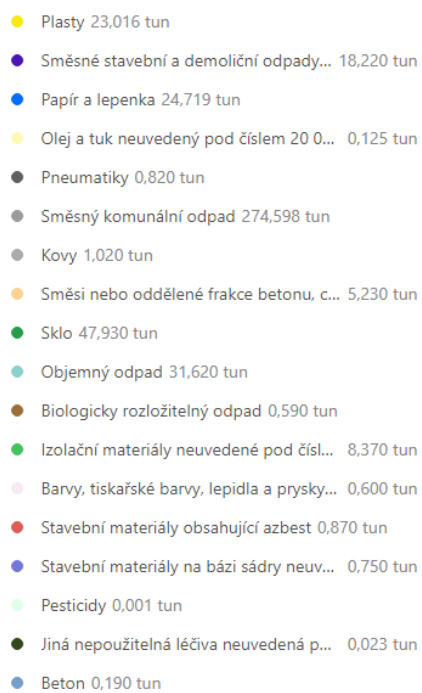 Plasty 23,016 tun
Směsné stavební a demoliční odpady... 18,220 tun
Papír a lepenka 24,719 tun
Olej a tuk neuvedený pod číslem 20 0... 0,125 tun
Pneumatiky 0,820 tun
Směsný komunální odpad 274,598 tun
Kovy 1,020 tun
Směsi nebo oddělené frakce betonu, c... 5,230 tun
Sklo 47,930 tun
Objemný odpad 31,620 tun
Biologicky rozložitelný odpad 0,590 tun
Izolační materiály neuvedené pod čísl... 8,370 tun
Barvy, tiskařské barvy, lepidla a prysky... 0,600 tun
Stavební materiály obsahující azbest 0,870 tun
Stavební materiály na bázi sádry neuv... 0,750 tun
Pesticidy 0,001 tun
Jiná nepoužitelná léčiva neuvedená p... 0,023 tun
Beton 0,190 tun